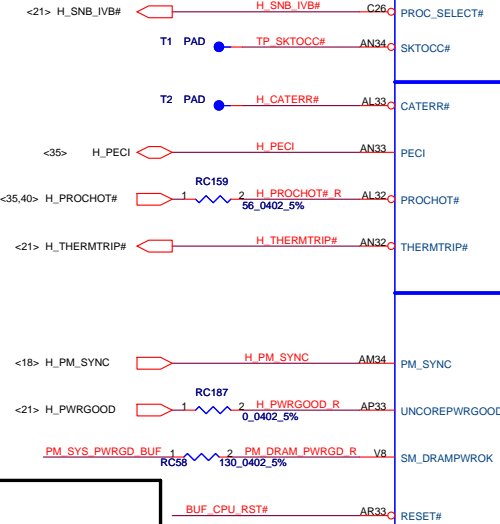 <21> H_SNB_IVB# H_SNB_IVB# C26 PROC_SELECT#
T1 PAD TP_SKTOCC# AN34 SKTOCC#
T2 PAD H_CATERR# AL33 CATERR#
<35> H_PECI H_PECI AN33 PECI
RC159
<35,40> H_PROCHOT# 1 2 H_PROCHOT#_R AL32 PROCHOT#
56_0402_5%
<21> H_THERMTRIP# H_THERMTRIP# AN32 THERMTRIP#
<18> H_PM_SYNC H_PM_SYNC AM34 PM_SYNC
RC187
<21> H_PWRGOOD 1 2 H_PWRGOOD_R AP33 UNCOREPWRGOOD
0_0402_5%
PM_SYS_PWRGD_BUF 1 2 PM_DRAM_PWRGD_R V8 SM_DRAMPWROK
RC58 130_0402_5%
BUF_CPU_RST# AR33 RESET#